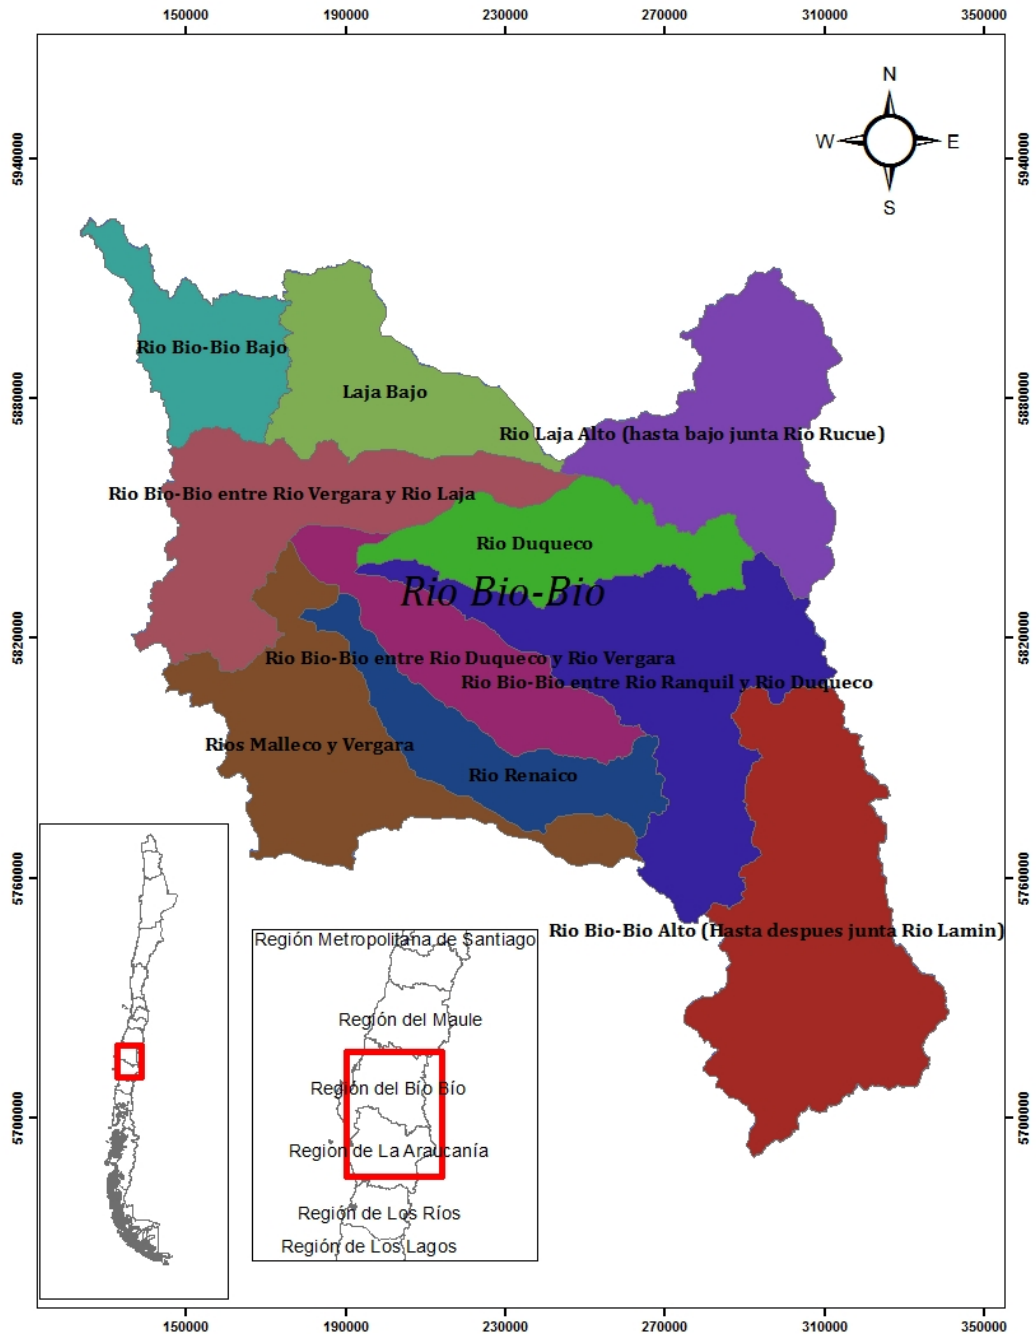 150000 190000 230000 270000 310000 350000
N
W E
S
5940000 5940000
Rio Bio-Bio Bajo
Laja Bajo
5880000 5880000
Rio Laja Alto (hasta bajo junta Rio Rucue)
Rio Bio-Bio entre Rio Vergara y Rio Laja
Rio Duqueco
Rio Bio-Bio
5820000 5820000
Rio Bio-Bio entre Rio Duqueco y Rio Vergara
Rio Bio-Bio entre Rio Ranquil y Rio Duqueco
Rios Malleco y Vergara
Rio Renaico
5760000 5760000
Rio Bio-Bio Alto (Hasta despues junta Rio Lamin)
Región Metropolitana de Santiago
Región del Maule
Región del Bío Bío
5700000 5700000
Región de La Araucanía
Región de Los Ríos
Región de Los Lagos
150000 190000 230000 270000 310000 350000